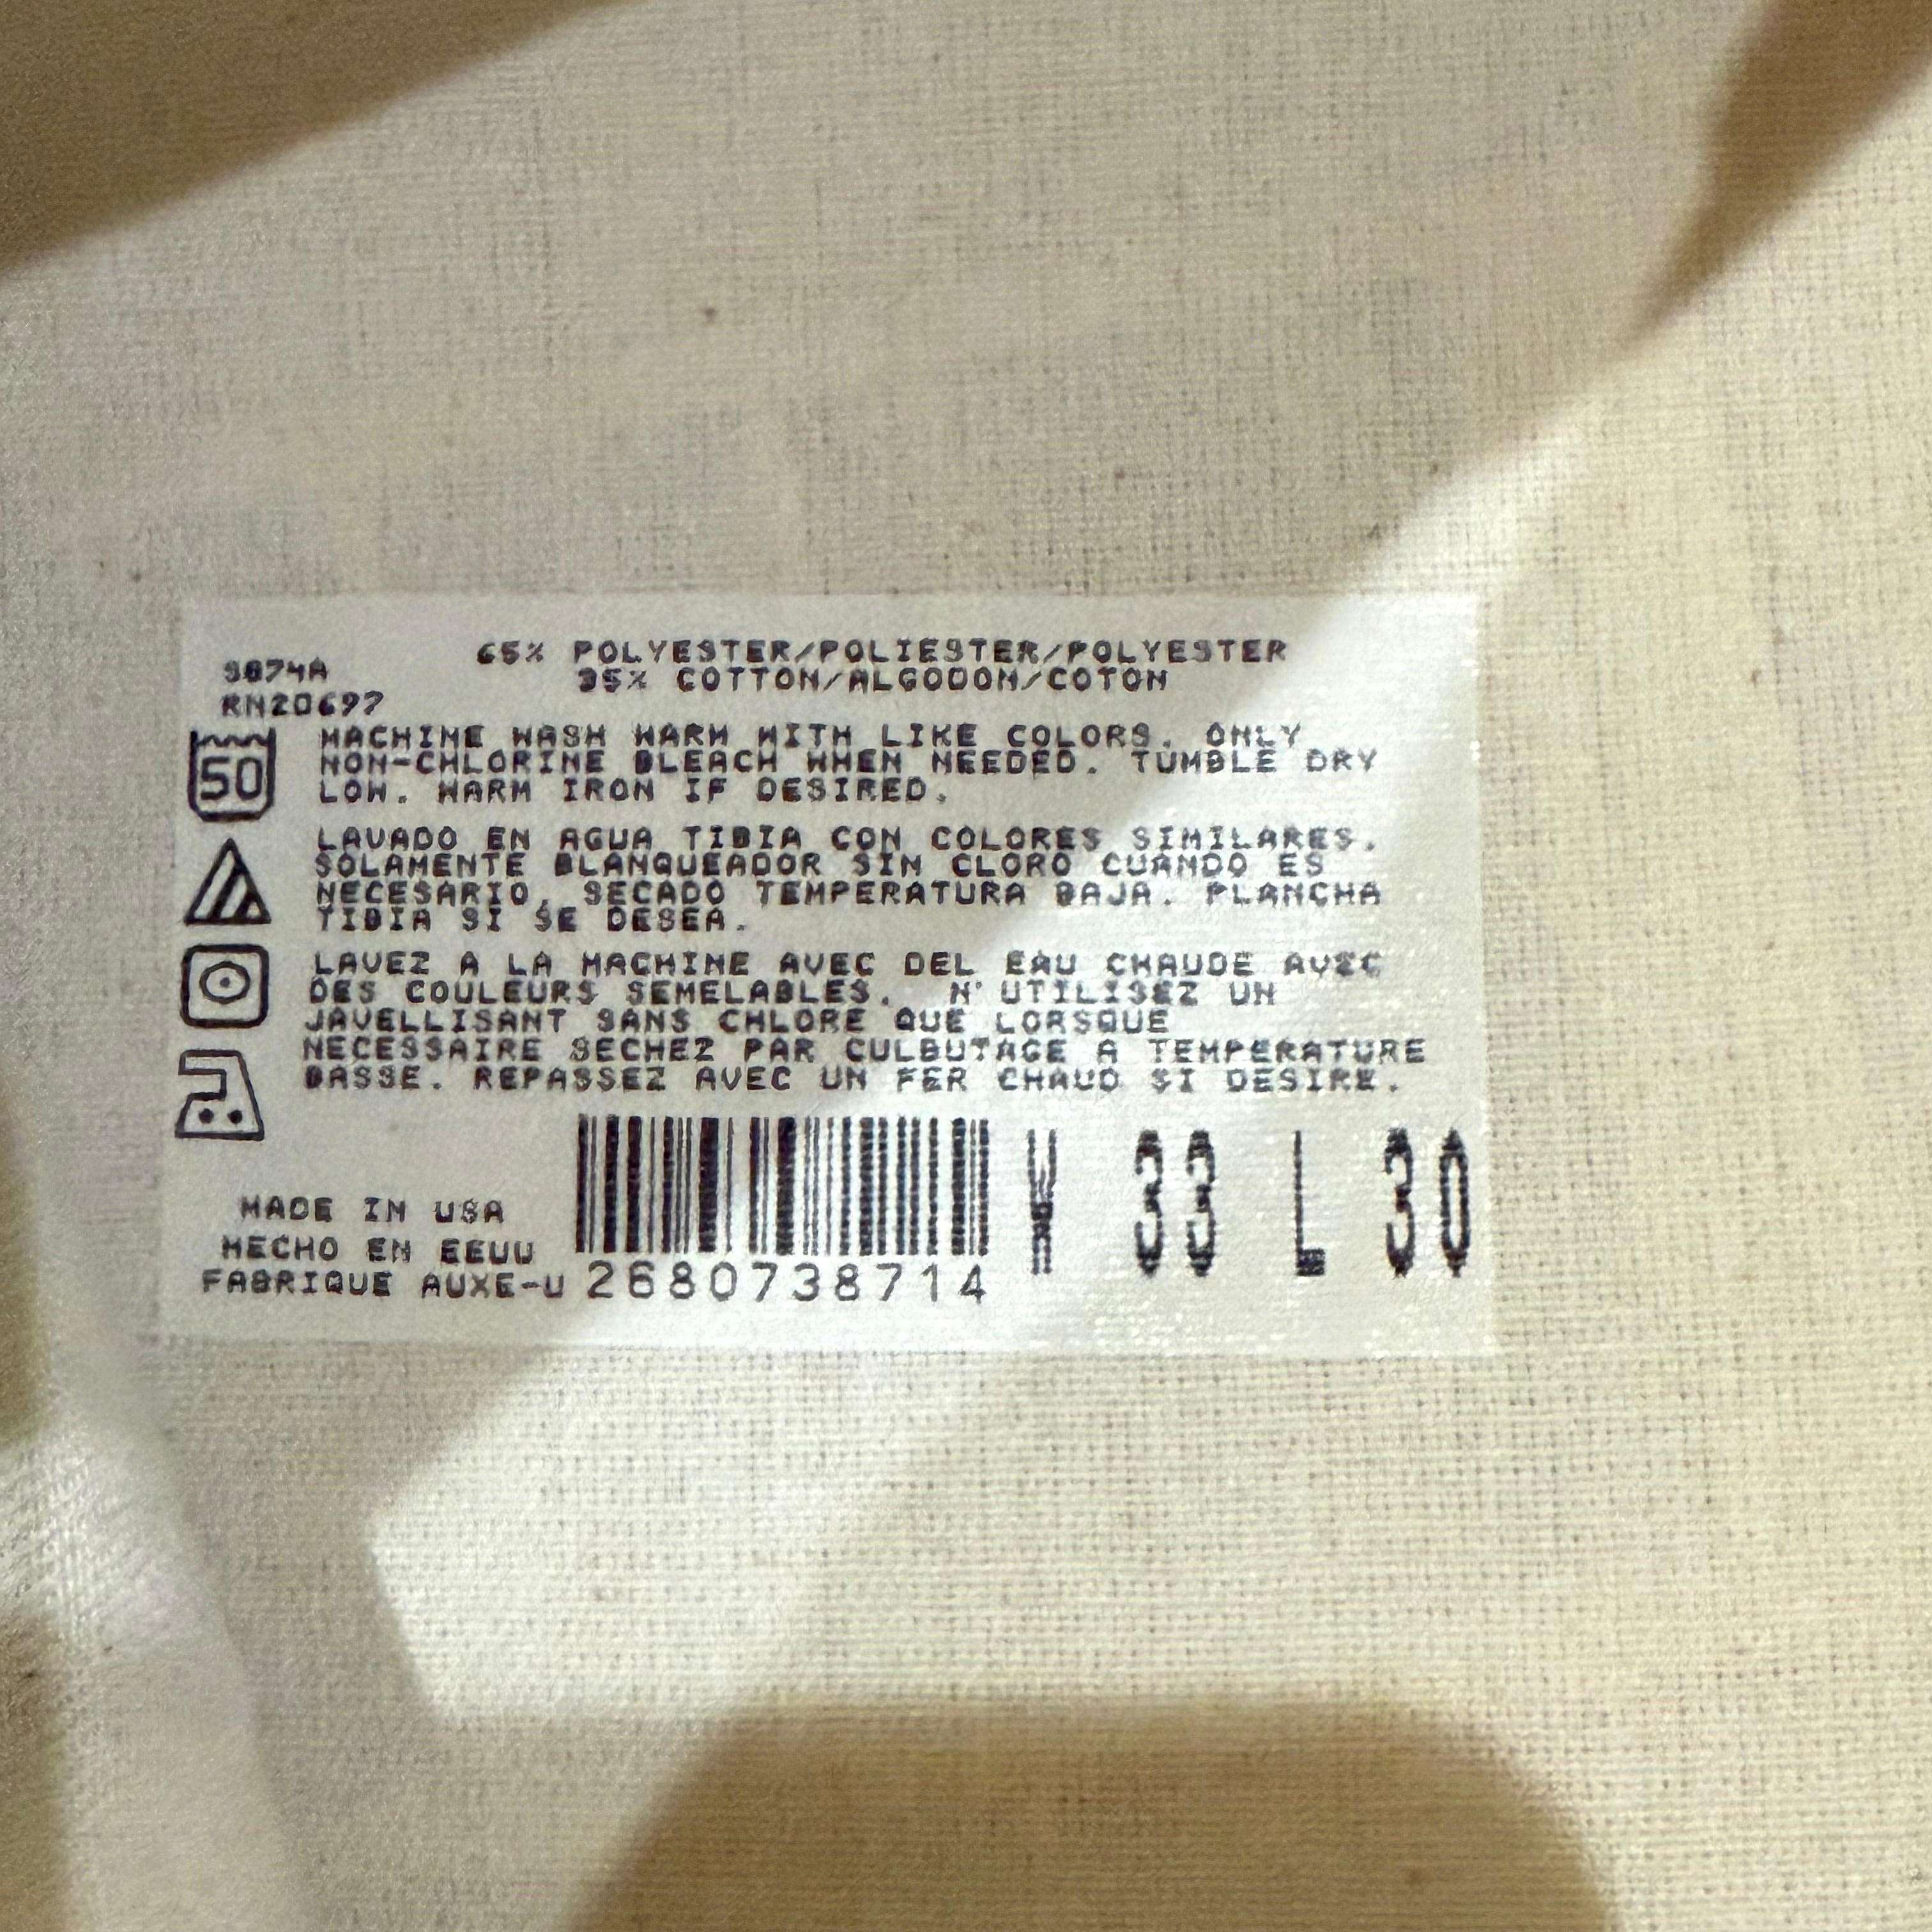 9874A
RN20697
65% POLYESTER/POLIESTER/POLYESTER
35% COTTON/ALGODON/COTON
50
MACHINE WASH WARM WITH LIKE COLORS. ONLY
NON-CHLORINE BLEACH WHEN NEEDED. TUMBLE DRY
LOW. WARM IRON IF DESIRED.
LAVADO EN AGUA TIBIA CON COLORES SIMILARES.
SOLAMENTE BLANQUEADOR SIN CLORO CUANDO ES
NECESARIO, SECADO TEMPERATURA BAJA. PLANCHA
TIBIA SI SE DESEA.
LAVEZ A LA MACHINE AVEC DEL EAU CHAUDE AVEC
DES COULEURS SEMELABLES. N'UTILISEZ UN
JAVELLISANT SANS CHLORE QUE LORSQUE
NECESSAIRE SECHEZ PAR CULBUTAGE A TEMPERATURE
BASSE. REPASSEZ AVEC UN FER CHAUD SI DESIRE.
MADE IN USA
HECHO EN EEUU
FABRIQUE AUXE-U
2680738714
W 33 L 30